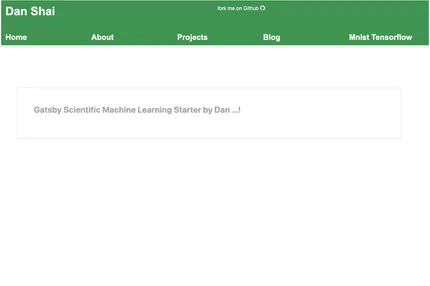 Dan Shai
fork me on Github
Home About Projects Blog Mnist Tensorflow
Gatsby Scientific Machine Learning Starter by Dan ...!